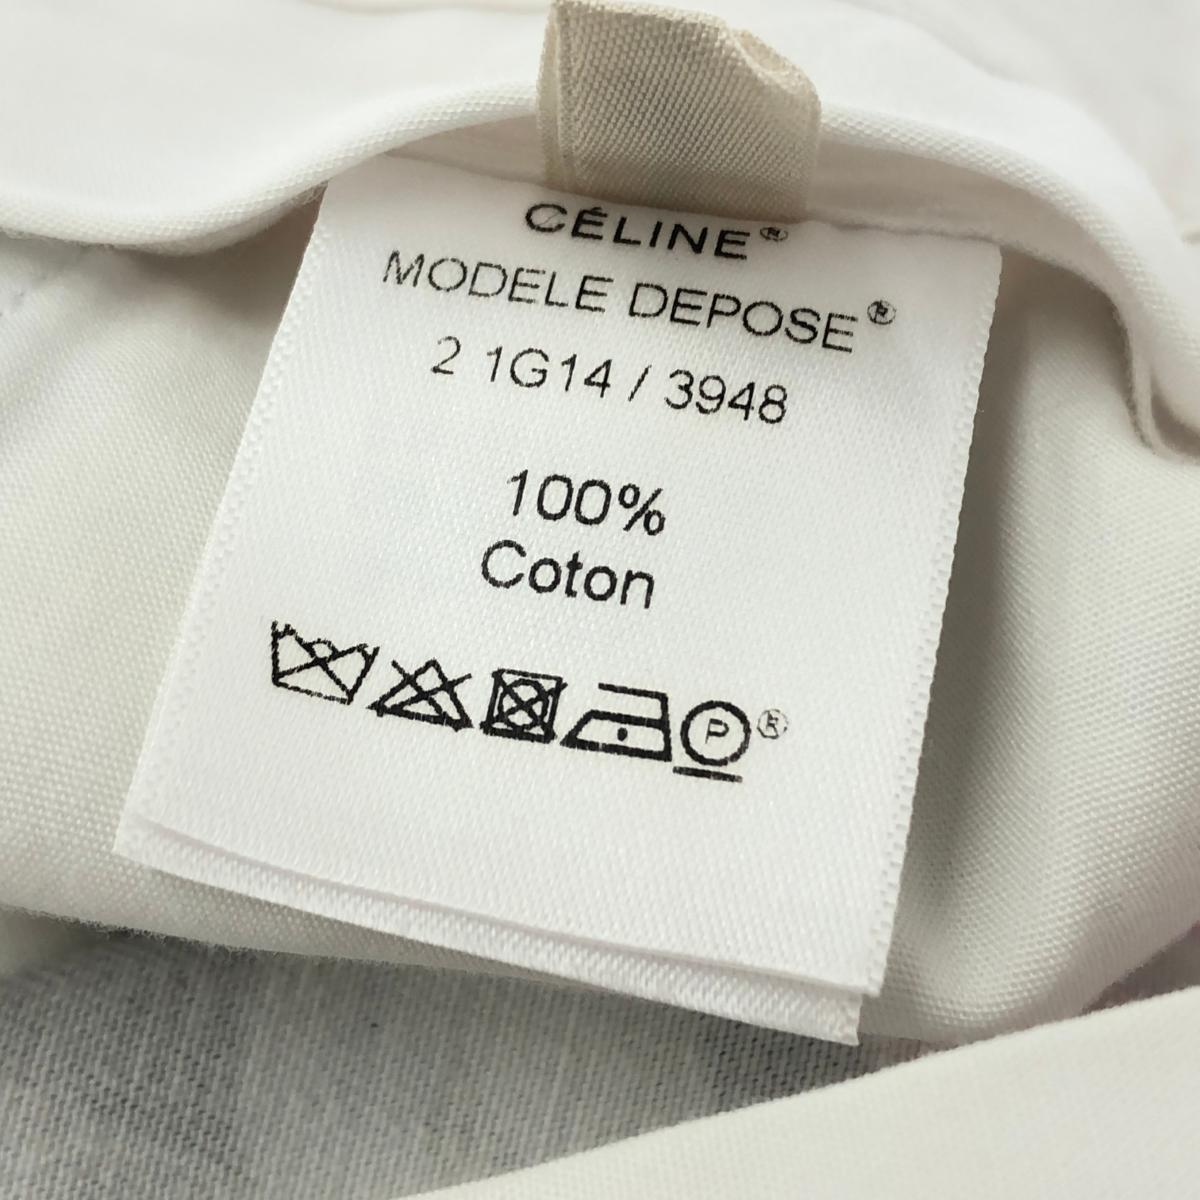 CÉLINE®
MODELE DEPOSE®
2 1G14 / 3948
100%
Coton
P®